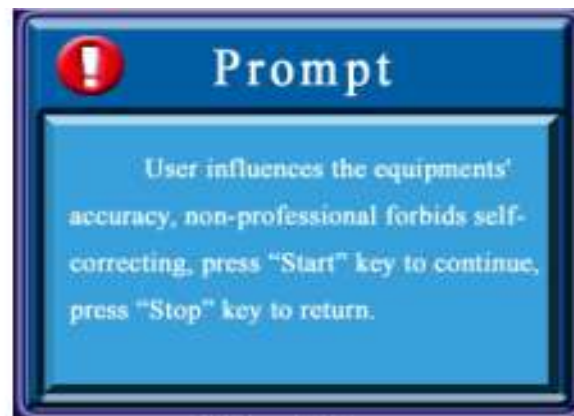 Prompt
User influences the equipments'
accuracy, non-professional forbids self-
correcting, press “Start” key to continue,
press “Stop” key to return.